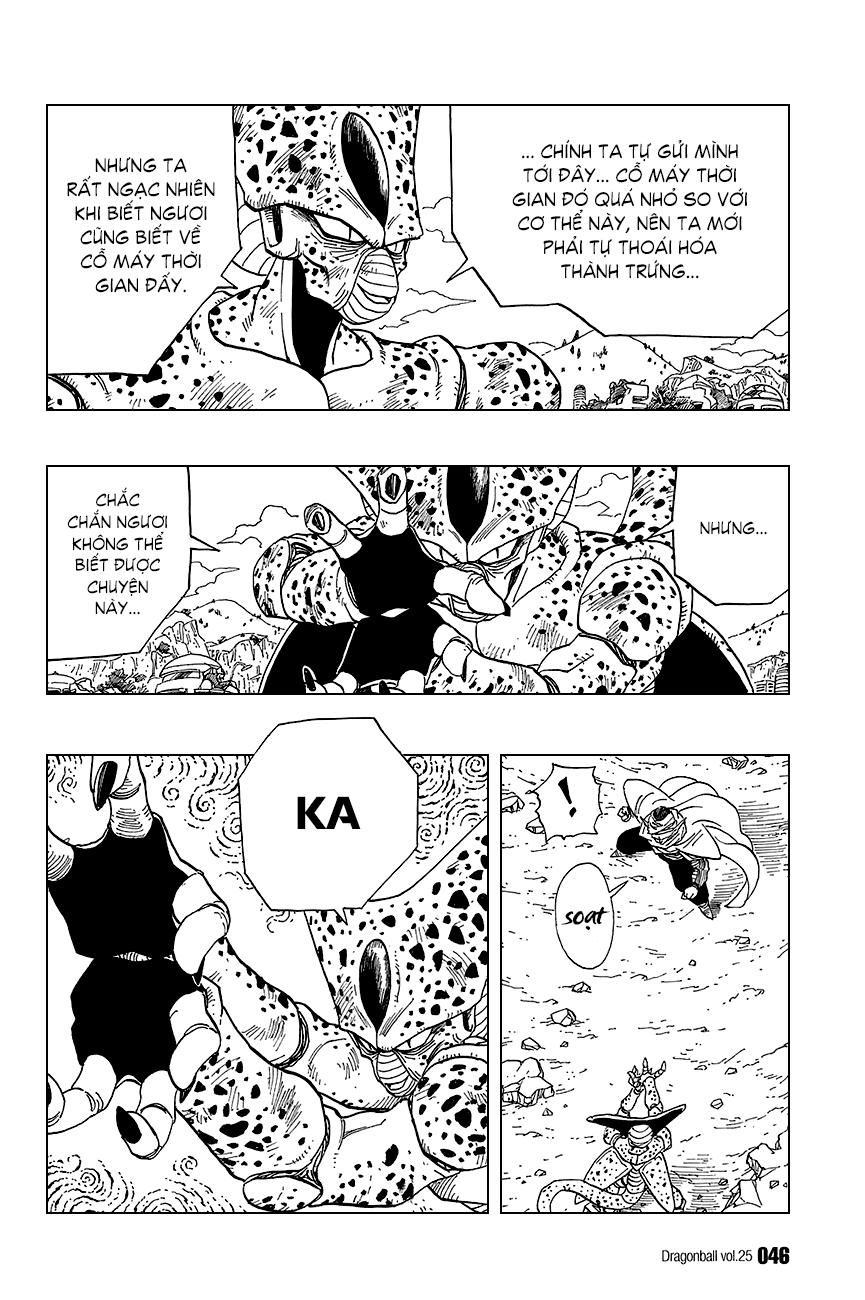 ... CHÍNH TA TỰ GỬI MÌNH
TỚI ĐÂY... CỖ MÁY THỜI
GIAN ĐÓ QUÁ NHỎ SO VỚI
CƠ THỂ NÀY, NÊN TA MỚI
PHẢI TỰ THOÁI HÓA
THÀNH TRỨNG...
NHƯNG TA
RẤT NGẠC NHIÊN
KHI BIẾT NGƯƠI
CŨNG BIẾT VỀ
CỖ MÁY THỜI
GIAN ĐẤY.
NHƯNG...
CHẮC
CHẮN NGƯƠI
KHÔNG THỂ
BIẾT ĐƯỢC
CHUYỆN
NÀY...
!
soạt
KA
Dragonball vol.25 046